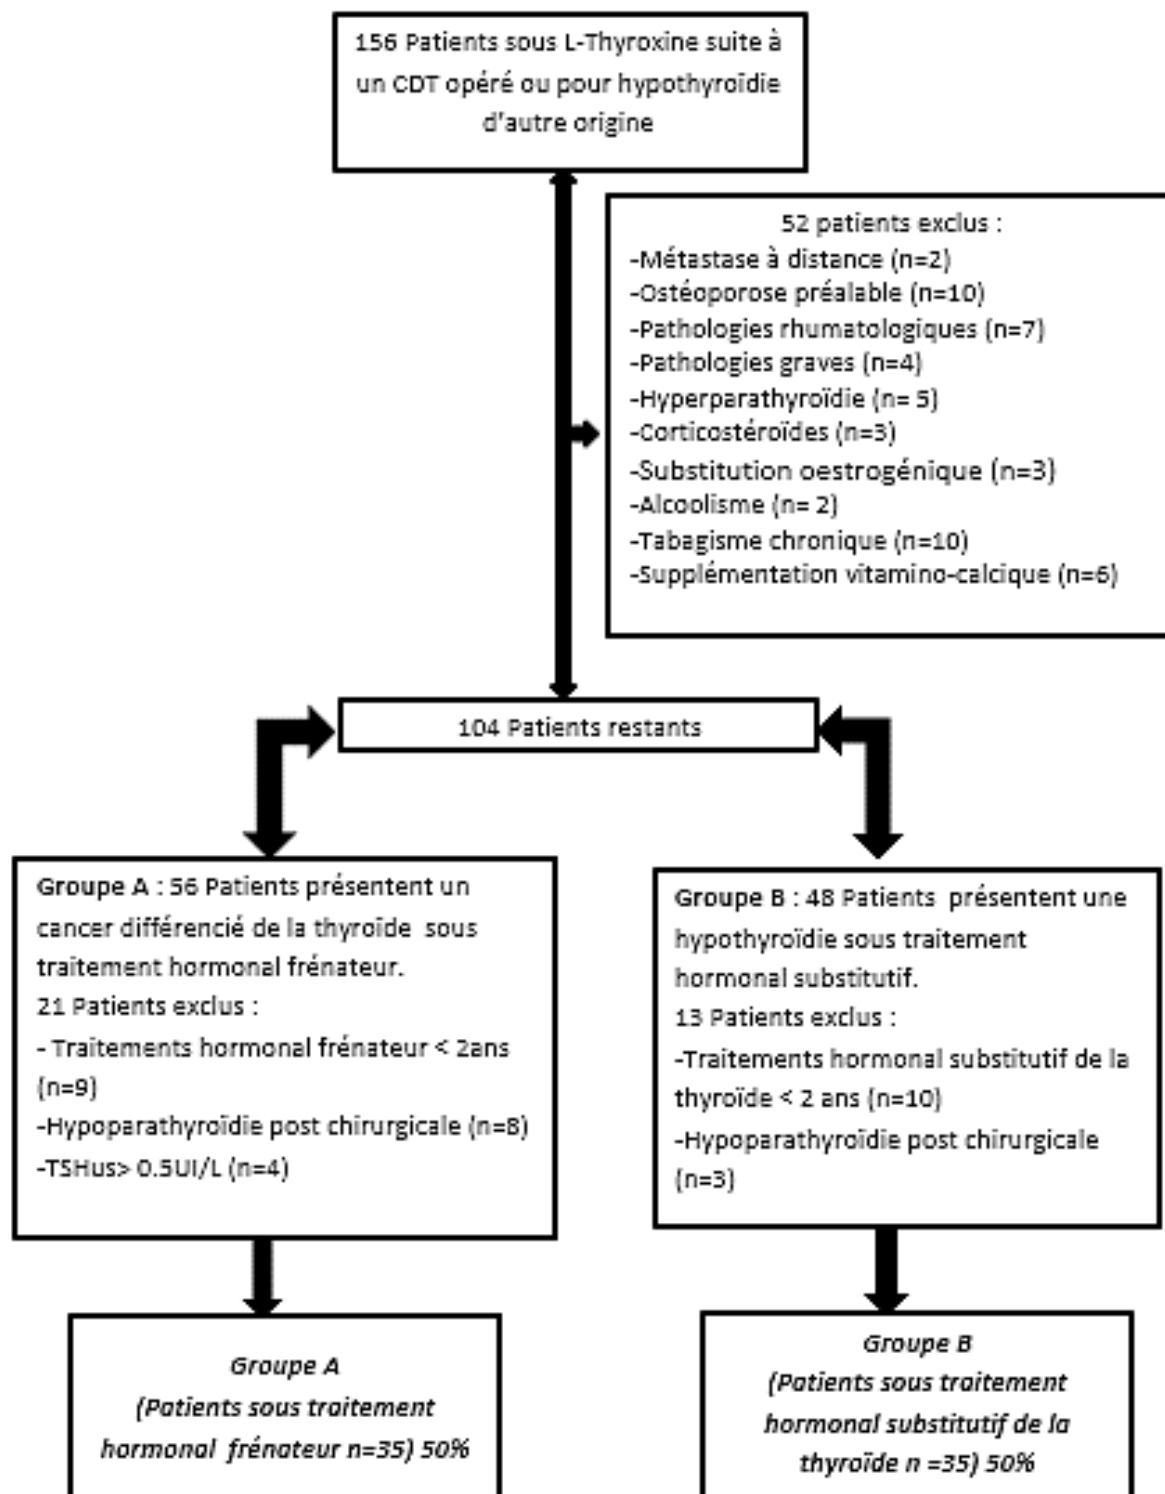 156 Patients sous L-Thyroxine suite à
un CDT opéré ou pour hypothyroïdie
d'autre origine
52 patients exclus :
-Métastase à distance (n=2)
-Ostéoporose préalable (n=10)
-Pathologies rhumatologiques (n=7)
-Pathologies graves (n=4)
-Hyperparathyroïdie (n= 5)
-Corticostéroïdes (n=3)
-Substitution oestrogénique (n=3)
-Alcoolisme (n= 2)
-Tabagisme chronique (n=10)
-Supplémentation vitamino-calcique (n=6)
104 Patients restants
Groupe A : 56 Patients présentent un
cancer différencié de la thyroïde sous
traitement hormonal frénateur.
21 Patients exclus :
- Traitements hormonal frénateur < 2ans
(n=9)
-Hypoparathyroïdie post chirurgicale (n=8)
-TSHus> 0.5UI/L (n=4)
Groupe B : 48 Patients présentent une
hypothyroïdie sous traitement
hormonal substitutif.
13 Patients exclus :
-Traitements hormonal substitutif de la
thyroïde < 2 ans (n=10)
-Hypoparathyroïdie post chirurgicale
(n=3)
Groupe A
(Patients sous traitement
hormonal frénateur n=35) 50%
Groupe B
(Patients sous traitement
hormonal substitutif de la
thyroïde n =35) 50%